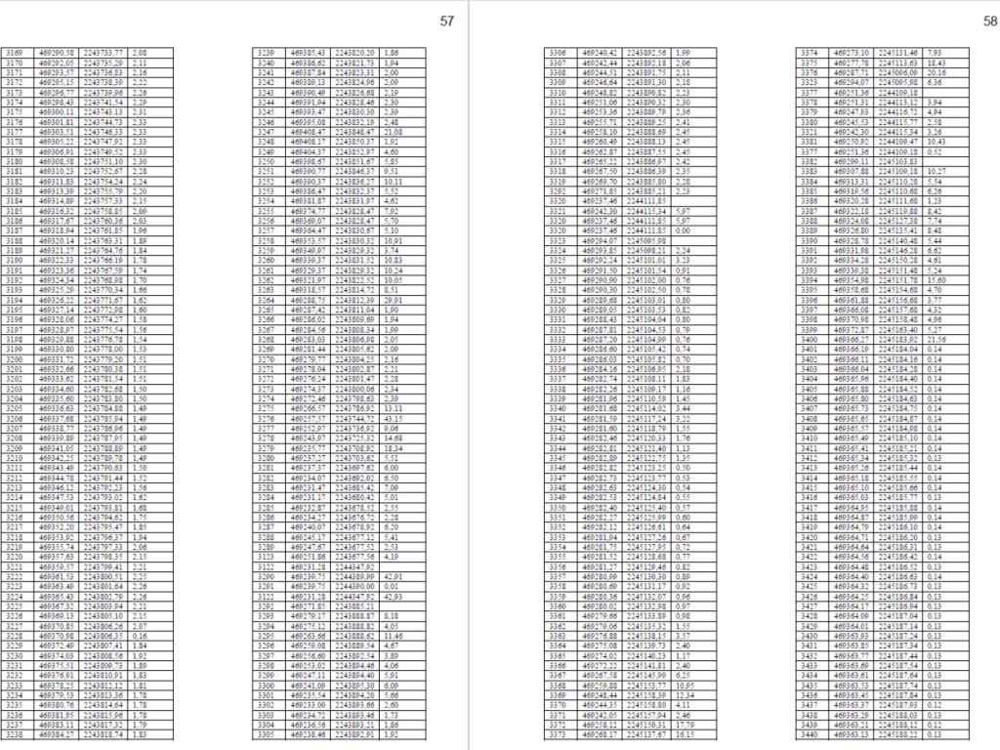 57
3169 469290,58 2243733,77 2,08
3170 469292,05 2243735,29 2,11
3171 469293,57 2243736,83 2,16
3172 469295,15 2243738,39 2,22
3173 469296,77 2243739,96 2,26
3174 469298,43 2243741,54 2,29
3175 469300,11 2243743,13 2,31
3176 469301,81 2243744,73 2,33
3177 469303,51 2243746,33 2,33
3178 469305,22 2243747,92 2,33
3179 469306,91 2243749,52 2,33
3180 469308,58 2243751,10 2,30
3181 469310,23 2243752,67 2,28
3182 469311,83 2243754,24 2,24
3183 469313,39 2243755,79 2,20
3184 469314,89 2243757,33 2,15
3185 469316,32 2243758,85 2,09
3186 469317,67 2243760,36 2,03
3187 469318,94 2243761,85 1,96
3188 469320,14 2243763,31 1,89
3189 469321,27 2243764,76 1,84
3190 469322,33 2243766,19 1,78
3191 469323,36 2243767,59 1,74
3192 469324,34 2243768,98 1,70
3193 469325,29 2243770,34 1,66
3194 469326,22 2243771,67 1,62
3195 469327,14 2243772,98 1,60
3196 469328,06 2243774,27 1,58
3197 469328,97 2243775,54 1,56
3198 469329,88 2243776,78 1,54
3199 469330,80 2243778,00 1,53
3200 469331,72 2243779,20 1,51
3201 469332,66 2243780,38 1,51
3202 469333,62 2243781,54 1,51
3203 469334,60 2243782,68 1,50
3204 469335,60 2243783,80 1,50
3205 469336,63 2243784,88 1,49
3206 469337,68 2243785,94 1,49
3207 469338,77 2243786,96 1,49
3208 469339,89 2243787,95 1,49
3209 469341,05 2243788,89 1,49
3210 469342,25 2243789,78 1,49
3211 469343,49 2243790,63 1,50
3212 469344,78 2243791,44 1,52
3213 469346,12 2243792,23 1,56
3214 469347,53 2243793,02 1,62
3215 469349,01 2243793,81 1,68
3216 469350,56 2243794,62 1,75
3217 469352,20 2243795,47 1,85
3218 469353,92 2243796,37 1,94
3219 469355,74 2243797,33 2,06
3220 469357,63 2243798,35 2,15
3221 469359,57 2243799,41 2,21
3222 469361,53 2243800,51 2,25
3223 469363,49 2243801,64 2,26
3224 469365,43 2243802,79 2,26
3225 469367,32 2243803,94 2,21
3226 469369,13 2243805,10 2,15
3227 469370,85 2243806,26 2,07
3228 469370,98 2243806,35 0,16
3229 469372,49 2243807,41 1,84
3230 469374,03 2243808,56 1,92
3231 469375,51 2243809,73 1,89
3232 469376,91 2243810,91 1,83
3233 469378,25 2243812,12 1,81
3234 469379,53 2243813,36 1,78
3235 469380,76 2243814,64 1,78
3236 469381,95 2243815,96 1,78
3237 469383,11 2243817,32 1,79
3238 469384,27 2243818,74 1,83
3239 469385,43 2243820,20 1,86
3240 469386,62 2243821,73 1,94
3241 469387,84 2243823,31 2,00
3242 469389,13 2243824,96 2,09
3243 469390,49 2243826,68 2,19
3244 469391,94 2243828,46 2,30
3245 469393,47 2243830,30 2,39
3246 469395,08 2243832,19 2,48
3247 469408,47 2243848,47 21,08
3248 469408,17 2243850,37 1,92
3249 469404,37 2243852,97 4,60
3250 469398,67 2243851,67 5,85
3251 469390,77 2243846,37 9,51
3252 469390,37 2243836,27 10,11
3253 469386,47 2243832,37 5,52
3254 469381,87 2243831,97 4,62
3255 469374,77 2243828,47 7,92
3256 469369,07 2243828,47 5,70
3257 469364,47 2243830,67 5,10
3258 469353,57 2243830,32 10,91
3259 469349,97 2243829,32 3,74
3260 469339,37 2243831,52 10,83
3261 469329,37 2243829,32 10,24
3262 469321,97 2243822,52 10,05
3263 469318,57 2243814,72 8,51
3264 469288,75 2243812,39 29,91
3265 469287,42 2243811,04 1,90
3266 469286,02 2243809,69 1,94
3267 469284,56 2243808,34 1,99
3268 469283,03 2243806,98 2,05
3269 469281,44 2243805,62 2,09
3270 469279,77 2243804,25 2,16
3271 469278,04 2243802,87 2,21
3272 469276,24 2243801,47 2,28
3273 469274,37 2243800,06 2,34
3274 469272,46 2243798,63 2,39
3275 469266,57 2243786,92 13,11
3276 469257,57 2243744,72 43,15
3277 469252,97 2243736,92 9,06
3278 469243,97 2243725,32 14,68
3279 469235,77 2243708,92 18,34
3280 469237,27 2243703,62 5,51
3281 469237,37 2243697,62 6,00
3282 469234,07 2243692,02 6,50
3283 469231,47 2243685,42 7,09
3284 469231,17 2243680,42 5,01
3285 469232,87 2243678,52 2,55
3286 469234,27 2243676,72 2,28
3287 469240,07 2243678,92 6,20
3288 469245,17 2243677,12 5,41
3289 469247,67 2243677,52 2,53
3123 469251,86 2243677,56 4,19
3122 469231,28 2244347,92
3290 469239,75 2244389,99 42,91
3291 469239,75 2244390,00 0,01
3122 469231,28 2244347,92 42,93
3292 469271,85 2243885,21
3293 469279,17 2243888,87 8,18
3294 469275,12 2243888,82 4,05
3295 469263,66 2243888,62 11,46
3296 469259,08 2243889,54 4,67
3297 469256,60 2243892,54 3,89
3298 469253,02 2243894,46 4,06
3299 469247,11 2243894,40 5,91
3300 469241,09 2243895,30 6,09
3301 469235,54 2243894,20 5,66
3302 469233,00 2243893,66 2,60
3303 469234,72 2243893,46 1,73
3304 469236,56 2243893,21 1,86
3305 469238,46 2243892,91 1,92
58
3306 469240,42 2243892,56 1,99
3307 469242,44 2243892,18 2,06
3308 469244,51 2243891,75 2,11
3309 469246,64 2243891,30 2,18
3310 469248,82 2243890,82 2,23
3311 469251,06 2243890,32 2,30
3312 469253,36 2243889,79 2,36
3313 469255,71 2243889,25 2,41
3314 469258,10 2243888,69 2,45
3315 469260,49 2243888,13 2,45
3316 469262,87 2243887,55 2,45
3317 469265,22 2243886,97 2,42
3318 469267,50 2243886,39 2,35
3319 469269,70 2243885,80 2,28
3292 469271,85 2243885,21 2,23
3320 469237,46 2244111,85
3321 469242,30 2244115,34 5,97
3320 469237,46 2244111,85 5,97
3320 469237,46 2244111,85 0,00
3323 469294,07 2245095,98
3324 469293,85 2245098,21 2,24
3325 469292,24 2245101,01 3,23
3326 469291,50 2245101,54 0,91
3327 469290,90 2245102,00 0,76
3328 469290,30 2245102,50 0,78
3329 469289,68 2245103,01 0,80
3330 469289,05 2245103,53 0,82
3331 469288,43 2245104,04 0,80
3332 469287,81 2245104,53 0,79
3333 469287,20 2245104,99 0,76
3334 469286,60 2245105,42 0,74
3335 469286,03 2245105,82 0,70
3336 469284,16 2245106,95 2,18
3337 469282,74 2245108,11 1,83
3338 469282,26 2245109,17 1,16
3339 469281,96 2245110,59 1,45
3340 469281,68 2245114,02 3,44
3341 469281,59 2245117,24 3,22
3342 469281,60 2245118,79 1,55
3343 469282,46 2245120,33 1,76
3344 469282,81 2245121,40 1,13
3345 469282,89 2245122,75 1,35
3346 469282,82 2245123,25 0,50
3347 469282,73 2245123,77 0,53
3348 469282,63 2245124,30 0,54
3349 469282,53 2245124,84 0,55
3350 469282,40 2245125,40 0,57
3351 469282,27 2245125,99 0,60
3352 469282,12 2245126,61 0,64
3353 469281,94 2245127,26 0,67
3354 469281,75 2245127,95 0,72
3355 469281,52 2245128,68 0,77
3356 469281,27 2245129,46 0,82
3357 469280,99 2245130,30 0,89
3358 469280,69 2245131,17 0,92
3359 469280,36 2245132,07 0,96
3360 469280,02 2245132,98 0,97
3361 469279,66 2245133,89 0,98
3362 469279,06 2245135,32 1,55
3363 469276,88 2245138,15 3,57
3364 469275,08 2245139,73 2,40
3365 469274,02 2245140,23 1,17
3366 469272,22 2245141,81 2,40
3367 469267,58 2245145,99 6,25
3368 469259,88 2245153,77 10,95
3369 469248,44 2245158,39 12,34
3370 469244,35 2245158,80 4,11
3371 469242,05 2245157,94 2,46
3372 469258,12 2245150,31 17,79
3373 469268,17 2245137,67 16,15
3374 469273,10 2245131,46 7,93
3375 469277,78 2245113,63 18,43
3376 469287,71 2245096,09 20,16
3323 469294,07 2245095,98 6,36
3377 469251,36 2244109,18
3378 469251,31 2244113,12 3,94
3379 469247,93 2244116,72 4,94
3380 469245,53 2244115,77 2,58
3321 469242,30 2244115,34 3,26
3381 469250,92 2244109,47 10,43
3377 469251,36 2244109,18 0,52
3382 469299,11 2245103,83
3383 469307,88 2245109,18 10,27
3384 469313,31 2245110,28 5,54
3385 469319,56 2245110,68 6,26
3386 469320,28 2245111,68 1,23
3387 469322,18 2245119,88 8,42
3388 469324,08 2245127,38 7,74
3389 469326,80 2245135,41 8,48
3390 469328,78 2245140,48 5,44
3391 469331,98 2245146,28 6,62
3392 469334,28 2245150,28 4,61
3393 469339,38 2245151,48 5,24
3394 469354,98 2245151,78 15,60
3395 469358,68 2245154,68 4,70
3396 469361,88 2245156,68 3,77
3397 469366,08 2245157,68 4,32
3398 469370,98 2245158,48 4,96
3399 469372,87 2245163,40 5,27
3400 469366,27 2245183,92 21,56
3401 469366,19 2245184,04 0,14
3402 469366,11 2245184,16 0,14
3403 469366,04 2245184,28 0,14
3404 469365,96 2245184,40 0,14
3405 469365,88 2245184,52 0,14
3406 469365,80 2245184,63 0,14
3407 469365,73 2245184,75 0,14
3408 469365,65 2245184,87 0,14
3409 469365,57 2245184,98 0,14
3410 469365,49 2245185,10 0,14
3411 469365,41 2245185,21 0,14
3412 469365,34 2245185,32 0,13
3413 469365,26 2245185,44 0,14
3414 469365,18 2245185,55 0,14
3415 469365,10 2245185,66 0,14
3416 469365,03 2245185,77 0,13
3417 469364,95 2245185,88 0,14
3418 469364,87 2245185,99 0,14
3419 469364,79 2245186,10 0,14
3420 469364,71 2245186,20 0,13
3421 469364,64 2245186,31 0,13
3422 469364,56 2245186,42 0,14
3423 469364,48 2245186,52 0,13
3424 469364,40 2245186,63 0,14
3425 469364,32 2245186,73 0,13
3426 469364,25 2245186,84 0,13
3427 469364,17 2245186,94 0,13
3428 469364,09 2245187,04 0,13
3429 469364,01 2245187,14 0,13
3430 469363,93 2245187,24 0,13
3431 469363,85 2245187,34 0,13
3432 469363,77 2245187,44 0,13
3433 469363,69 2245187,54 0,13
3434 469363,61 2245187,64 0,13
3435 469363,53 2245187,74 0,13
3436 469363,45 2245187,84 0,13
3437 469363,37 2245187,93 0,12
3438 469363,29 2245188,03 0,13
3439 469363,21 2245188,12 0,12
3440 469363,13 2245188,22 0,13